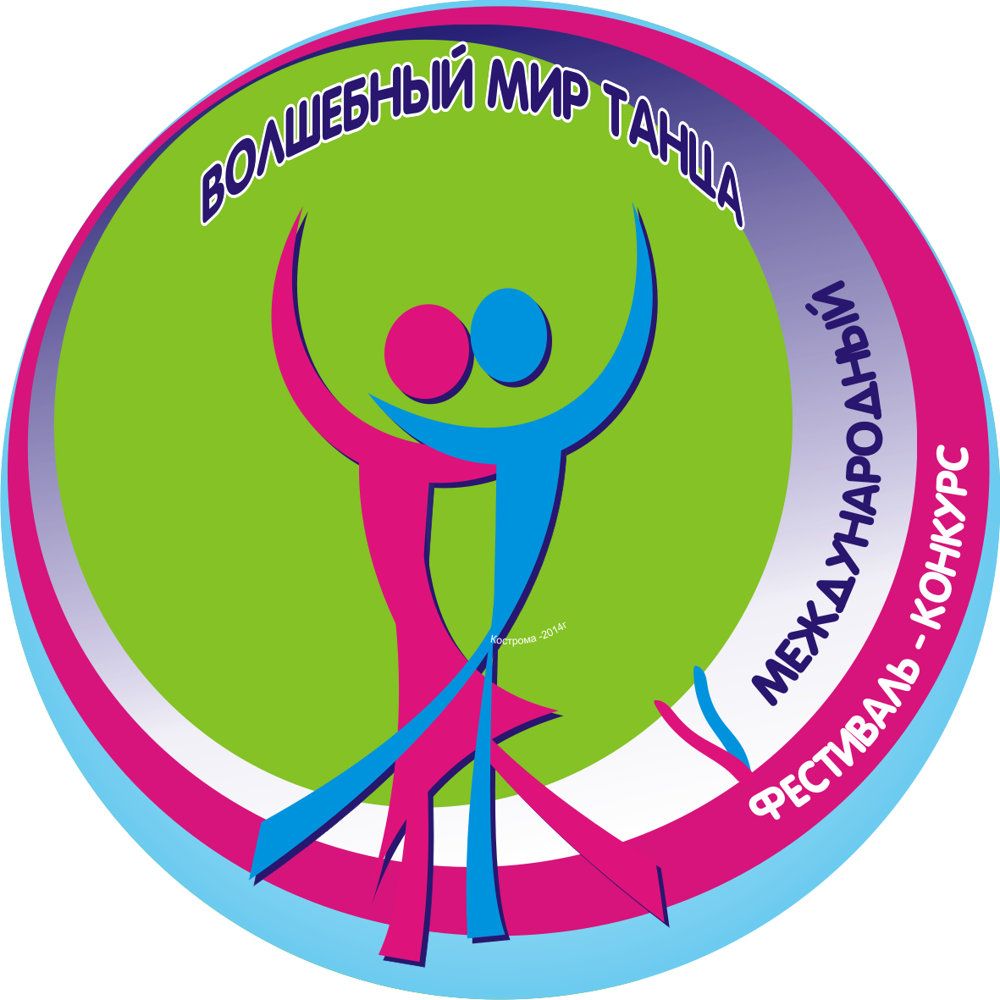 ВОЛШЕБНЫЙ МИР ТАНЦА
МЕЖДУНАРОДНЫЙ
ФЕСТИВАЛЬ - КОНКУРС
Кострома -2014г